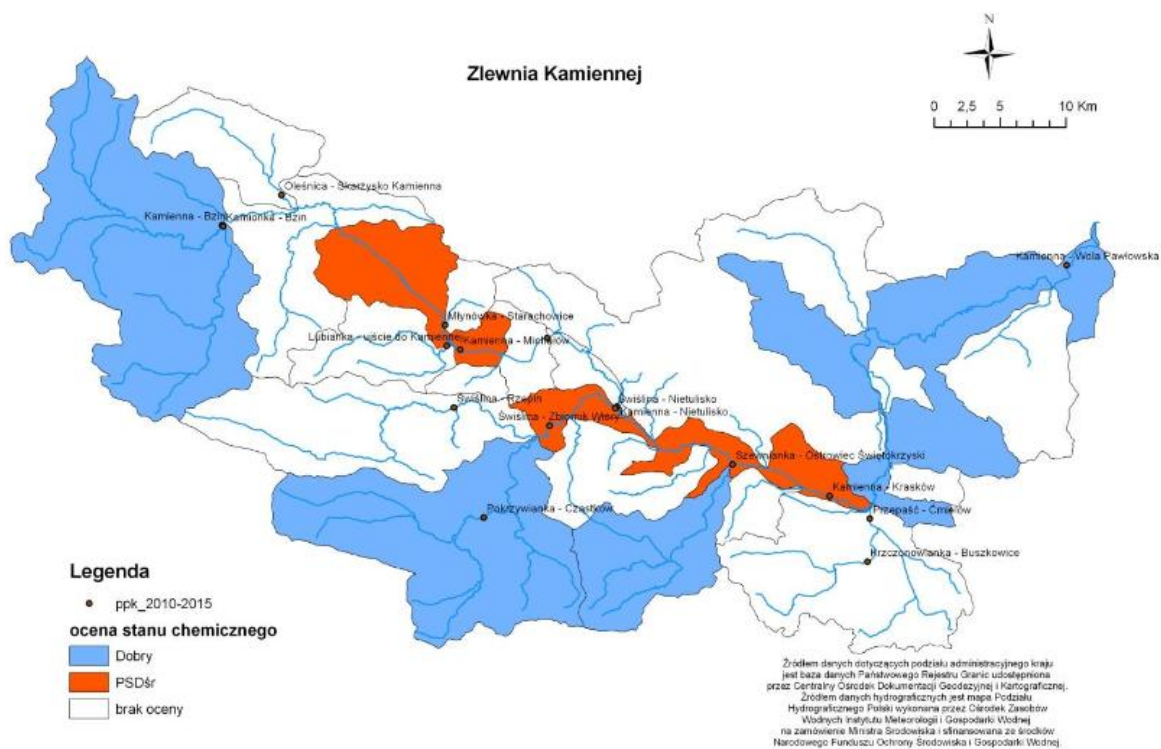 N
Zlewnia Kamiennej
0 2,5 5 10 Km
Oleśnica - Skarżysko Kamienna
Kamienna - Bzin
Kamionka - Bzin
Kamienna - Wola Pawłowska
Młynówka - Starachowice
Lubianka - ujście do Kamiennej
Kamienna - Michałów
Świślina - Rzepin
Świślina - Nietulisko
Kamienna - Nietulisko
Świślina - Zbiornik Wióry
Szewnianka - Ostrowiec Świętokrzyski
Kamienna - Krasków
Pokrzywianka - Cząstków
Przepaść - Ćmielów
Krzczonowianka - Buszkowice
Legenda
ppk_2010-2015
ocena stanu chemicznego
Dobry
PSDśr
brak oceny
Źródłem danych dotyczących podziału administracyjnego kraju
jest baza danych Państwowego Rejestru Granic udostępniona
przez Centralny Ośrodek Dokumentacji Geodezyjnej i Kartograficznej.
Źródłem danych hydrograficznych jest mapa Podziału
Hydrograficznego Polski wykonana przez Ośrodek Zasobów
Wodnych Instytutu Meteorologii i Gospodarki Wodnej
na zamówienie Ministra Środowiska i sfinansowana ze środków
Narodowego Funduszu Ochrony Środowiska i Gospodarki Wodnej.